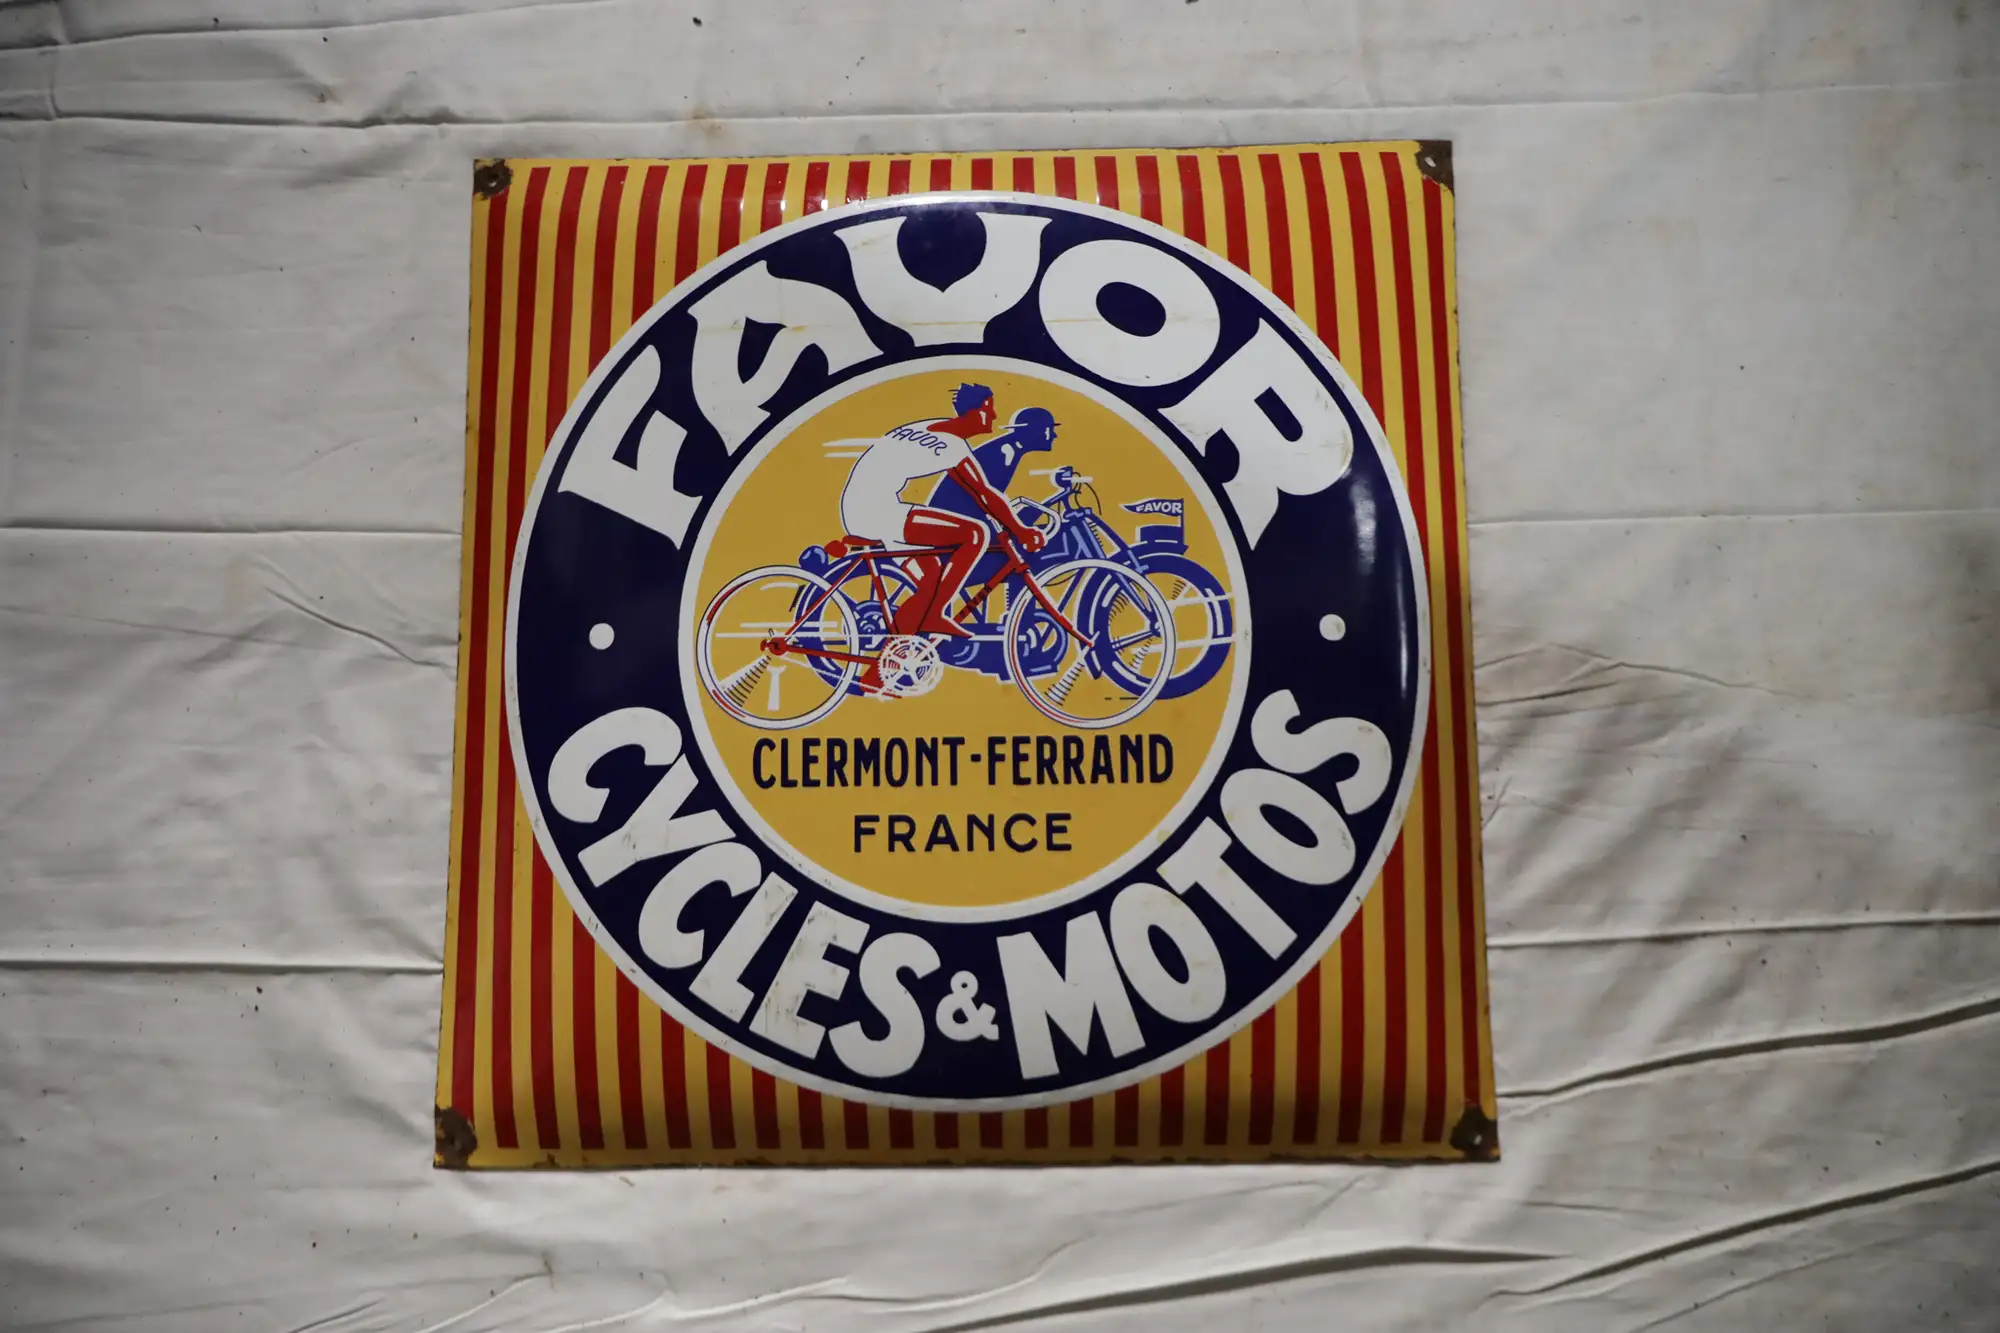 FAVOR
FAVOR
FAVOR
CLERMONT-FERRAND
FRANCE
CYCLES & MOTOS